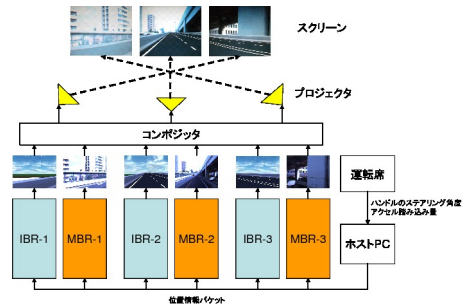 スクリーン
プロジェクタ
コンポジッタ
運転席
ハンドルのステアリング角度
アクセル踏み込み量
IBR-1
MBR-1
IBR-2
MBR-2
IBR-3
MBR-3
ホストPC
位置情報パケット